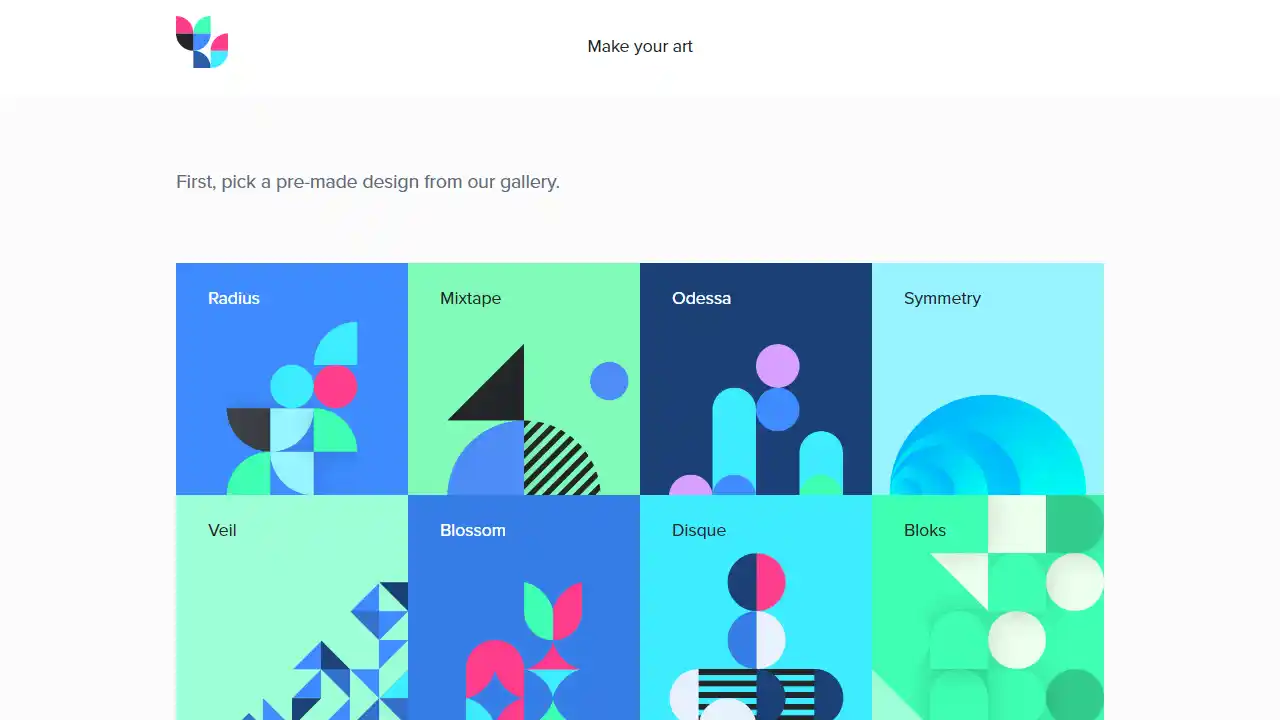 Make your art
First, pick a pre-made design from our gallery.
Radius
Mixtape
Odessa
Symmetry
Veil
Blossom
Disque
Bloks